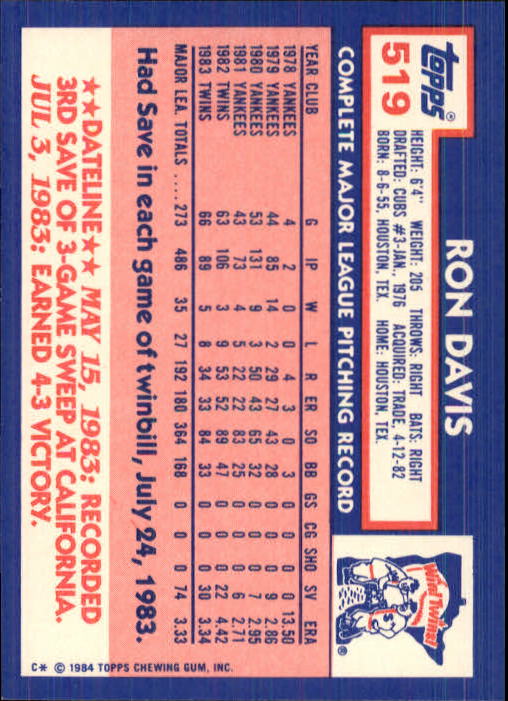 topps®
519
RON DAVIS
HEIGHT: 6'4" WEIGHT: 205 THROWS: RIGHT BATS: RIGHT
DRAFTED: CUBS #3-JAN., 1976 ACQUIRED: TRADE, 4-12-82
BORN: 8-6-55, HOUSTON, TEX. HOME: HOUSTON, TEX.
Win! Twins!
®
COMPLETE MAJOR LEAGUE PITCHING RECORD
YEAR CLUB G IP W L R ER SO BB GS CG SHO SV ERA
1978 YANKEES 4 2 0 0 4 3 0 3 0 0 0 0 13.50
1979 YANKEES 44 85 14 2 29 27 43 28 0 0 0 9 2.86
1980 YANKEES 53 131 9 3 50 43 65 32 0 0 0 7 2.95
1981 YANKEES 43 73 4 5 22 22 83 25 0 0 0 6 2.71
1982 TWINS 63 106 3 9 53 52 89 47 0 0 0 22 4.42
1983 TWINS 66 89 5 8 34 33 84 33 0 0 0 30 3.34
MAJOR LEA. TOTALS .... 273 486 35 27 192 180 364 168 0 0 0 74 3.33
Had Save in each game of twinbill, July 24, 1983.
★★DATELINE★★ MAY 15, 1983: RECORDED
3RD SAVE OF 3-GAME SWEEP AT CALIFORNIA.
JUL 3, 1983: EARNED 4-3 VICTORY.
C* © 1984 TOPPS CHEWING GUM, INC.